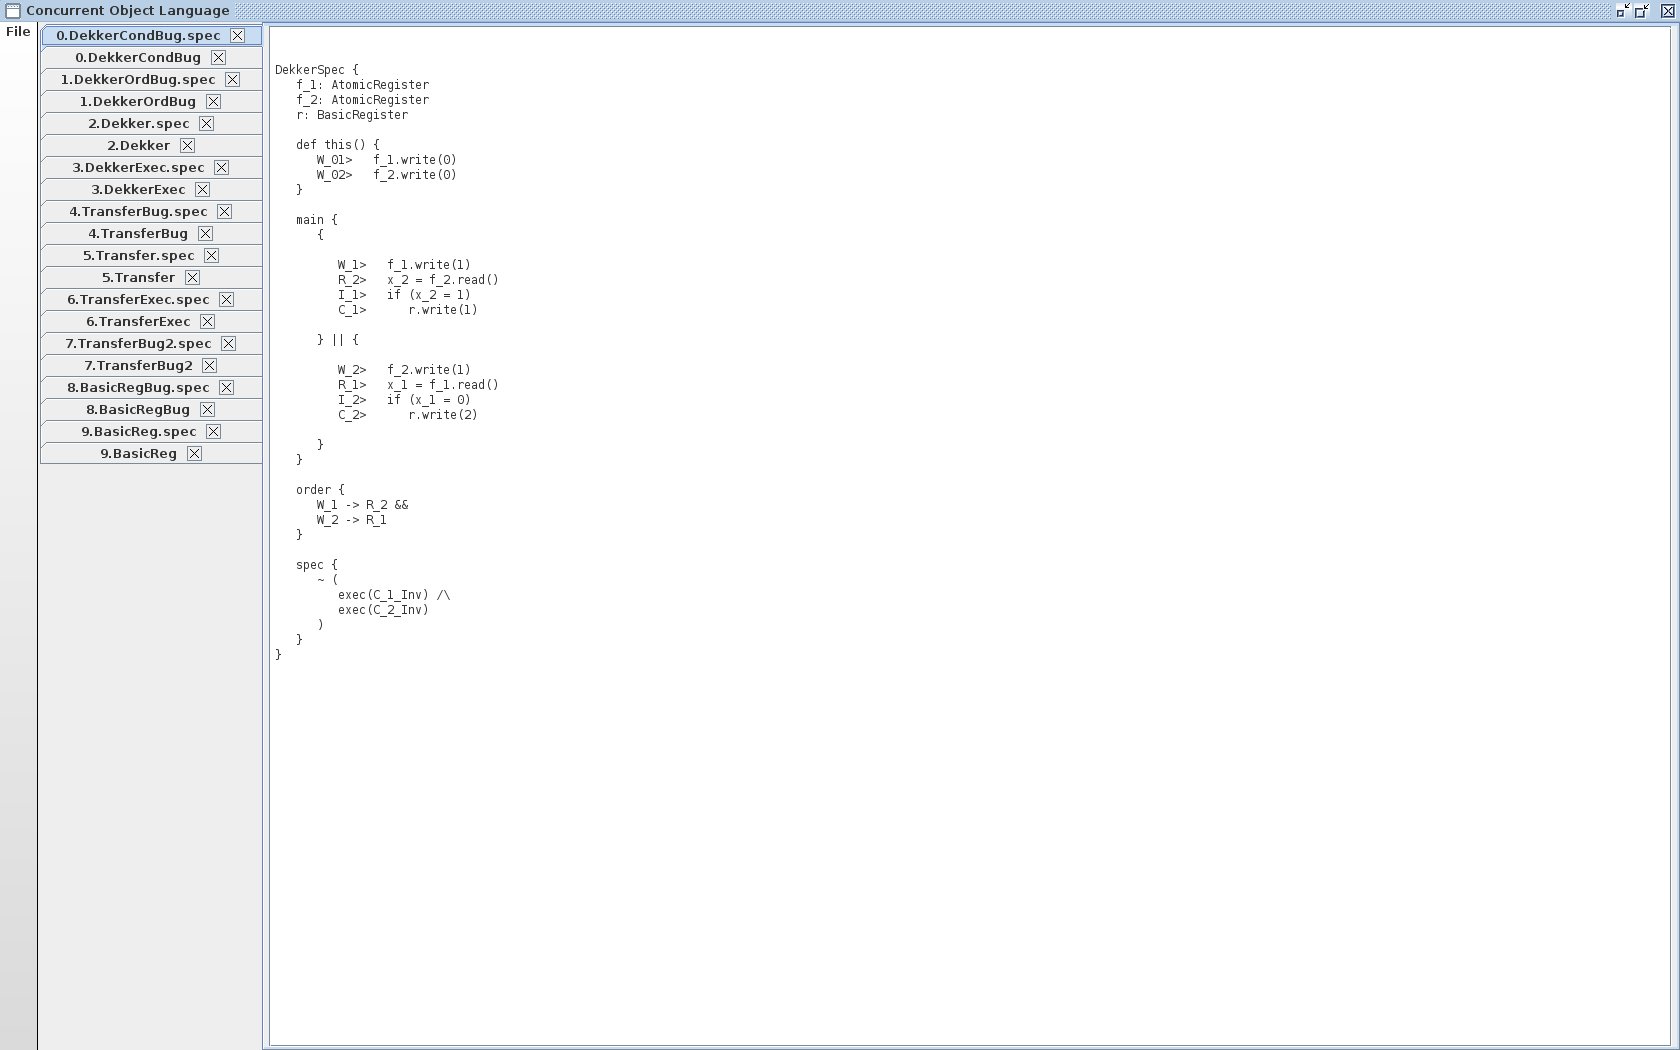 Concurrent Object Language
File
0.DekkerCondBug.spec
0.DekkerCondBug
1.DekkerOrdBug.spec
1.DekkerOrdBug
2.Dekker.spec
2.Dekker
3.DekkerExec.spec
3.DekkerExec
4.TransferBug.spec
4.TransferBug
5.Transfer.spec
5.Transfer
6.TransferExec.spec
6.TransferExec
7.TransferBug2.spec
7.TransferBug2
8.BasicRegBug.spec
8.BasicRegBug
9.BasicReg.spec
9.BasicReg
DekkerSpec {
   f_1: AtomicRegister
   f_2: AtomicRegister
   r: BasicRegister
   def this() {
      W_01>   f_1.write(0)
      W_02>   f_2.write(0)
   }
   main {
      {
         W_1>   f_1.write(1)
         R_2>   x_2 = f_2.read()
         I_1>   if (x_2 = 1)
         C_1>      r.write(1)
      } || {
         W_2>   f_2.write(1)
         R_1>   x_1 = f_1.read()
         I_2>   if (x_1 = 0)
         C_2>      r.write(2)
      }
   }
   order {
      W_1 -> R_2 &&
      W_2 -> R_1
   }
   spec {
      ~ (
         exec(C_1_Inv) /\
         exec(C_2_Inv)
      )
   }
}